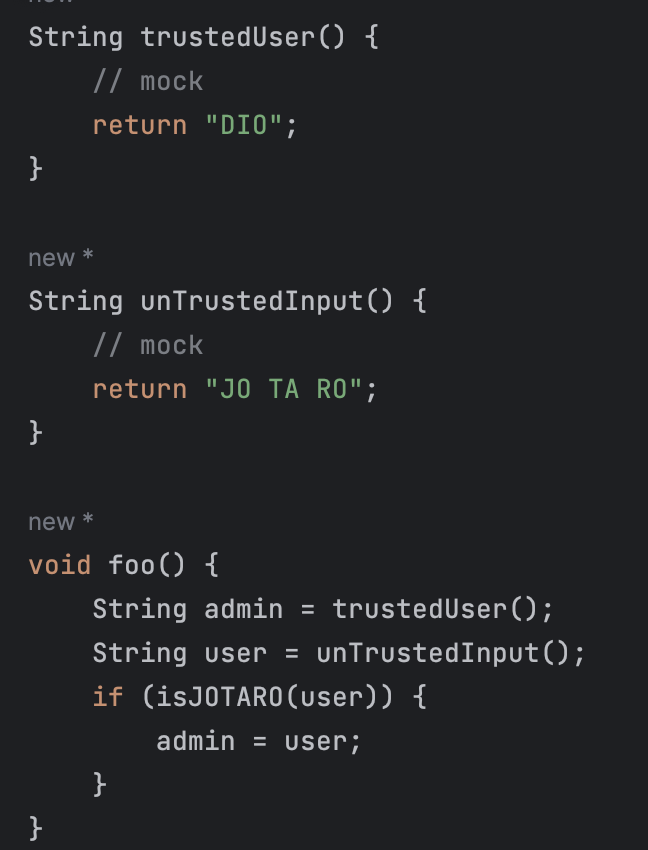 String trustedUser() {
    // mock
    return "DIO";
}
new *
String unTrustedInput() {
    // mock
    return "JO TA RO";
}
new *
void foo() {
    String admin = trustedUser();
    String user = unTrustedInput();
    if (isJOTARO(user)) {
        admin = user;
    }
}